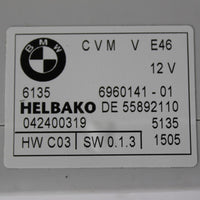 BMW
CVM V E46
12 V
6135 6960141-01
HELBAKO DE 55892110
042400319 5135
HW C03 SW 0.1.3 1505